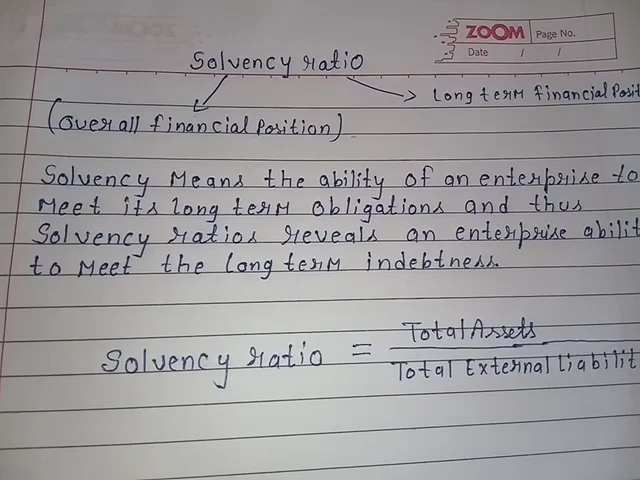 ZOOM
Page No.
Date / /
Solvency ratio
Long term financial Posit
(Overall financial Position)
Solvency Means the ability of an enterprise to
Meet its long term obligations and thus
Solvency ratios reveals an enterprise abilit
to Meet the long term indebtness.
Solvency ratio = Total Assets
Total External Liabilit